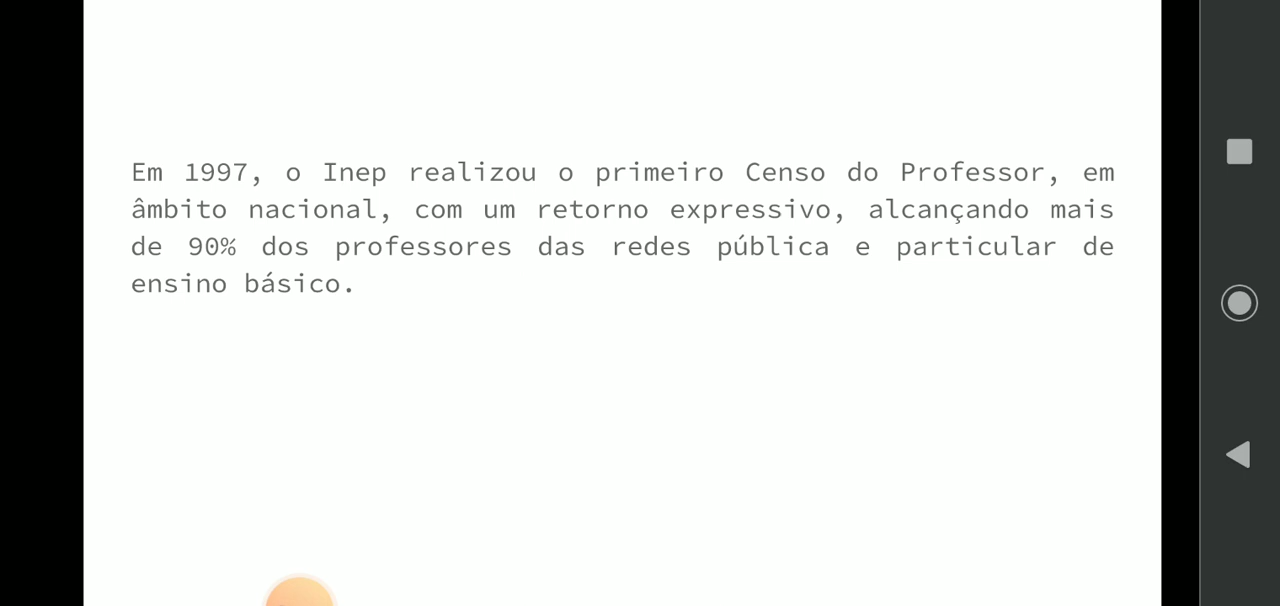 Em 1997, o Inep realizou o primeiro Censo do Professor, em
âmbito nacional, com um retorno expressivo, alcançando mais
de 90% dos professores das redes pública e particular de
ensino básico.